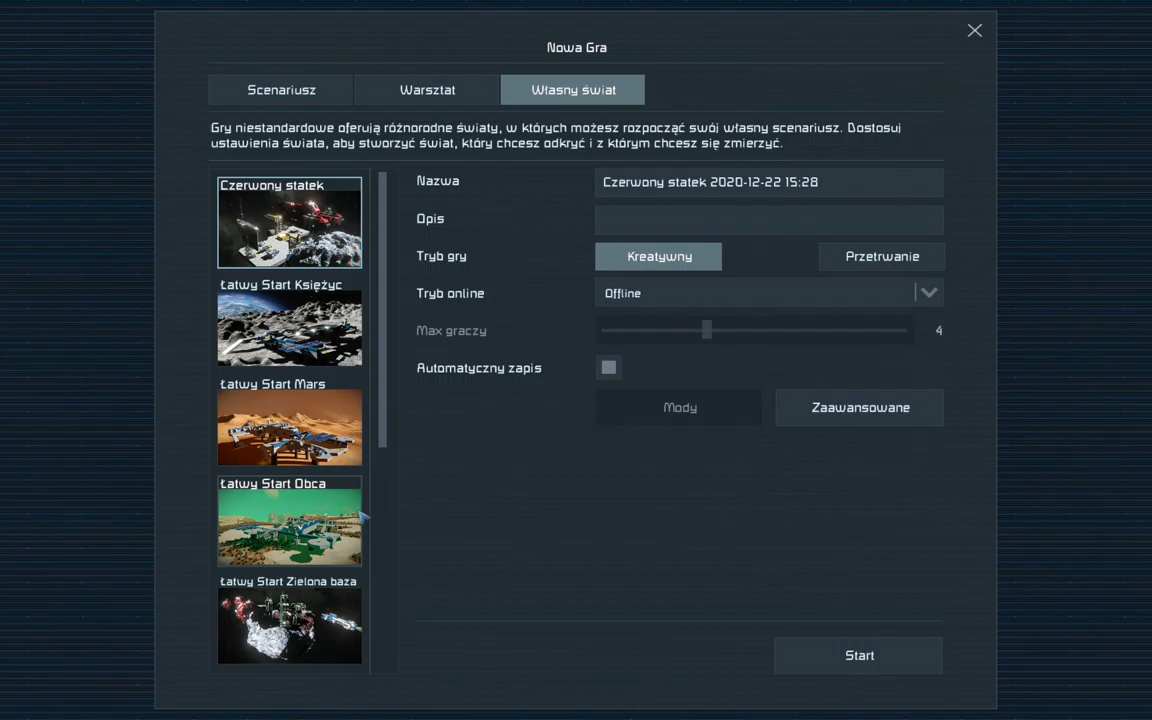 Nowa Gra
Scenariusz
Warsztat
Własny świat
Gry niestandardowe oferują różnorodne światy, w których możesz rozpocząć swój własny scenariusz. Dostosuj
ustawienia świata, aby stworzyć świat, który chcesz odkryć i z którym chcesz się zmierzyć.
Czerwony statek
Łatwy Start Księżyc
Łatwy Start Mars
Łatwy Start Obca
Łatwy Start Zielona baza
Nazwa
Czerwony statek 2020-12-22 15:28
Opis
Tryb gry
Kreatywny
Przetrwanie
Tryb online
Offline
Max graczy
4
Automatyczny zapis
Mody
Zaawansowane
Start